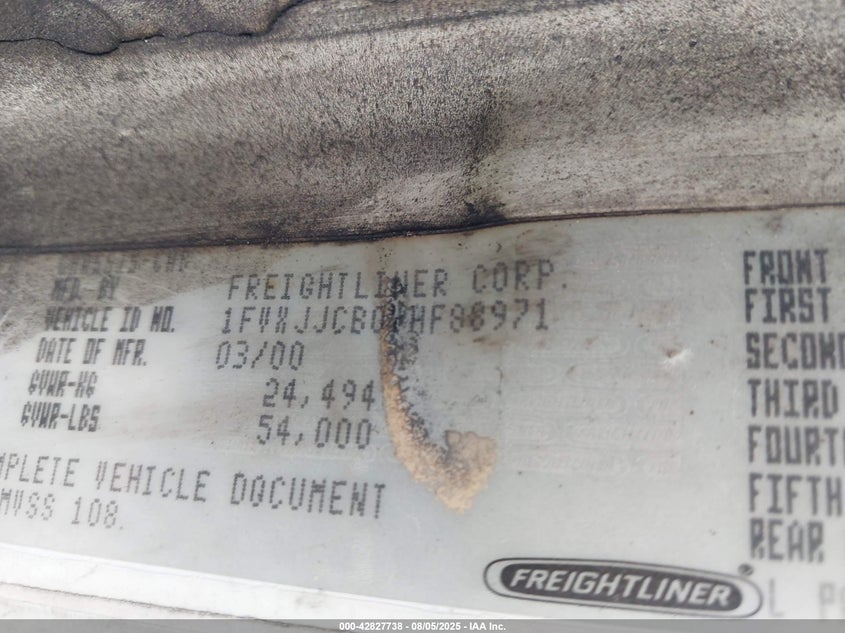 MFD. BY FREIGHTLINER CORP.
VEHICLE ID NO. 1FVXJJCB0YHF88971
DATE OF MFR. 03/00
GVWR-KG 24,494
GVWR-LBS 54,000
MPLETE VEHICLE DOCUMENT
MVSS 108.
FRONT
FIRST
SECOND
THIRD
FOURT
FIFTH
REAR
FREIGHTLINER
000-42827738 - 08/05/2025 - IAA Inc.